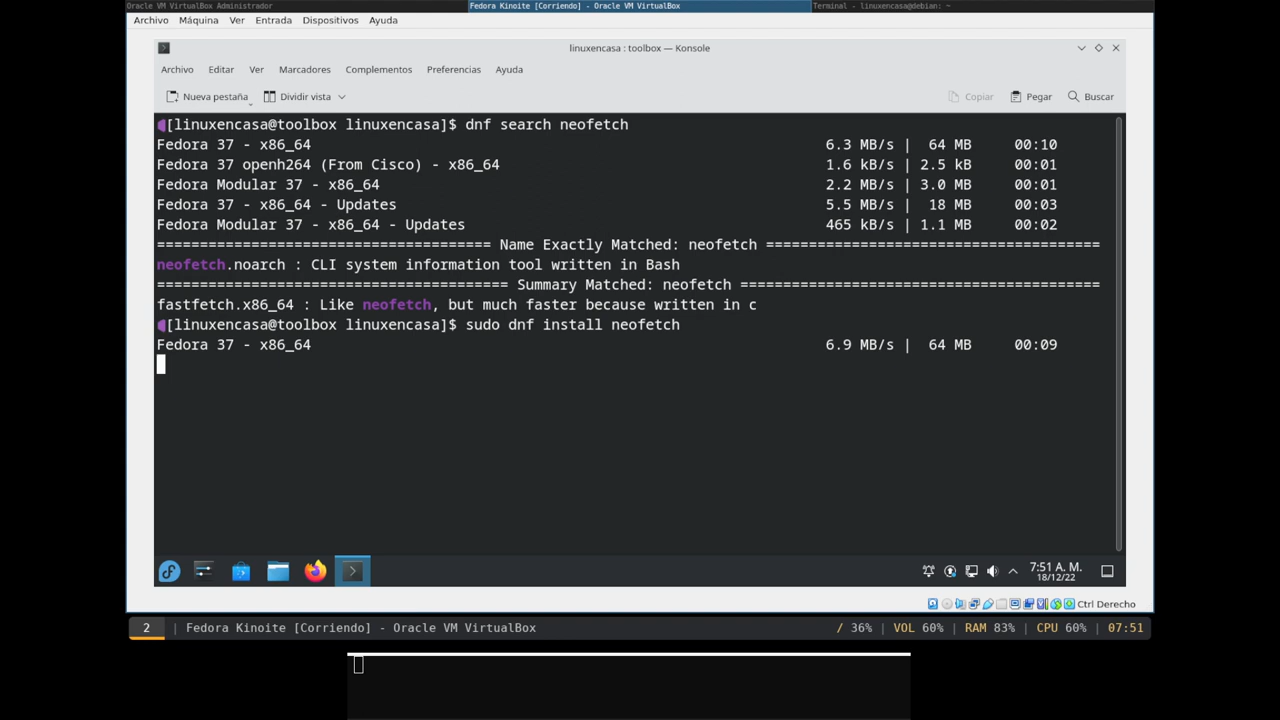 Oracle VM VirtualBox Administrador
Fedora Kinoite [Corriendo] - Oracle VM VirtualBox
Terminal - linuxencasa@debian: ~
Archivo Máquina Ver Entrada Dispositivos Ayuda
linuxencasa : toolbox — Konsole
Archivo Editar Ver Marcadores Complementos Preferencias Ayuda
Nueva pestaña Dividir vista Copiar Pegar Buscar
[linuxencasa@toolbox linuxencasa]$ dnf search neofetch
Fedora 37 - x86_64 6.3 MB/s | 64 MB 00:10
Fedora 37 openh264 (From Cisco) - x86_64 1.6 kB/s | 2.5 kB 00:01
Fedora Modular 37 - x86_64 2.2 MB/s | 3.0 MB 00:01
Fedora 37 - x86_64 - Updates 5.5 MB/s | 18 MB 00:03
Fedora Modular 37 - x86_64 - Updates 465 kB/s | 1.1 MB 00:02
======================================= Name Exactly Matched: neofetch =======================================
neofetch.noarch : CLI system information tool written in Bash
========================================= Summary Matched: neofetch ==========================================
fastfetch.x86_64 : Like neofetch, but much faster because written in c
[linuxencasa@toolbox linuxencasa]$ sudo dnf install neofetch
Fedora 37 - x86_64 6.9 MB/s | 64 MB 00:09
7:51 A. M.
18/12/22
Ctrl Derecho
2 | Fedora Kinoite [Corriendo] - Oracle VM VirtualBox / 36% | VOL 60% | RAM 83% | CPU 60% | 07:51